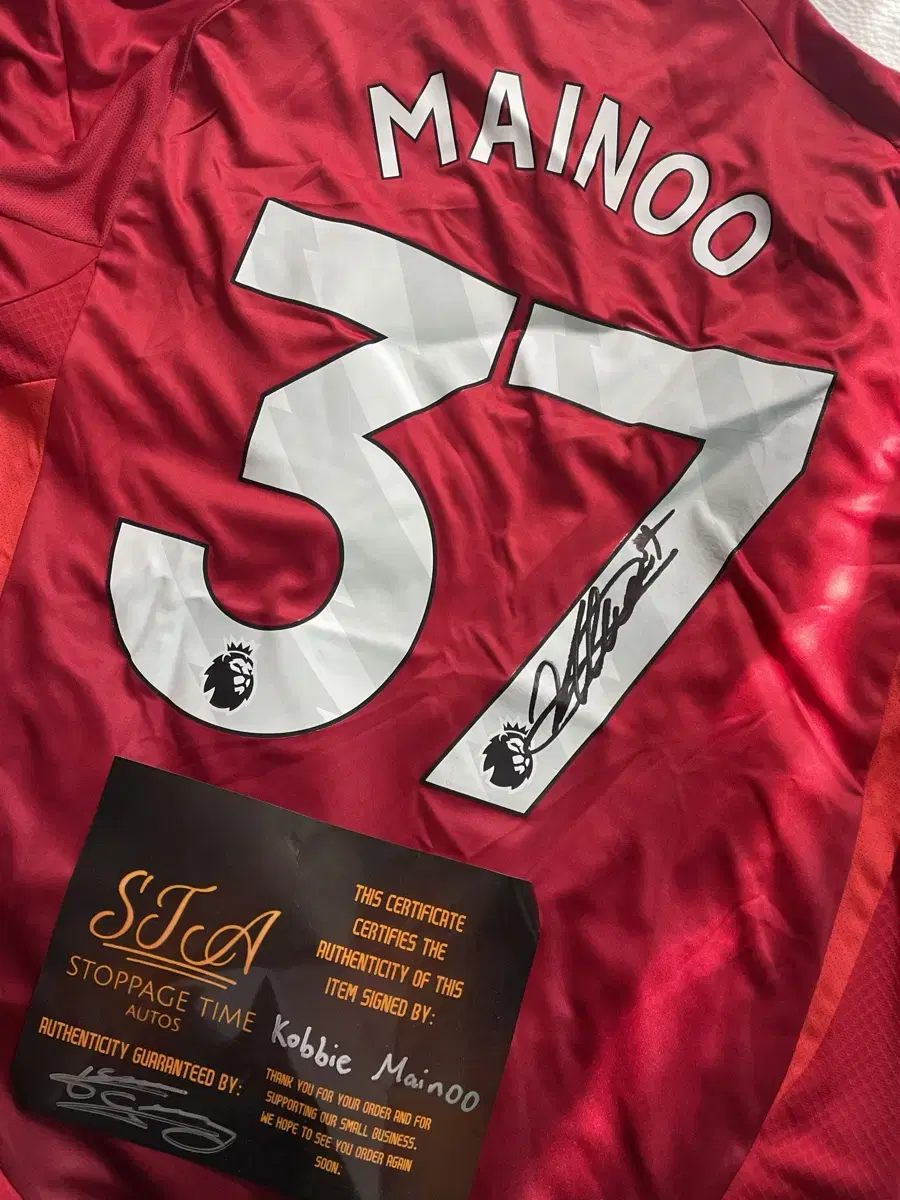 MAINOO
37
STA
STOPPAGE TIME
AUTOS
AUTHENTICITY GUARANTEED BY:
THIS CERTIFICATE
CERTIFIES THE
AUTHENTICITY OF THIS
ITEM SIGNED BY:
Kobbie Mainoo
THANK YOU FOR YOUR ORDER AND FOR
SUPPORTING OUR SMALL BUSINESS.
WE HOPE TO SEE YOU ORDER AGAIN
SOON.